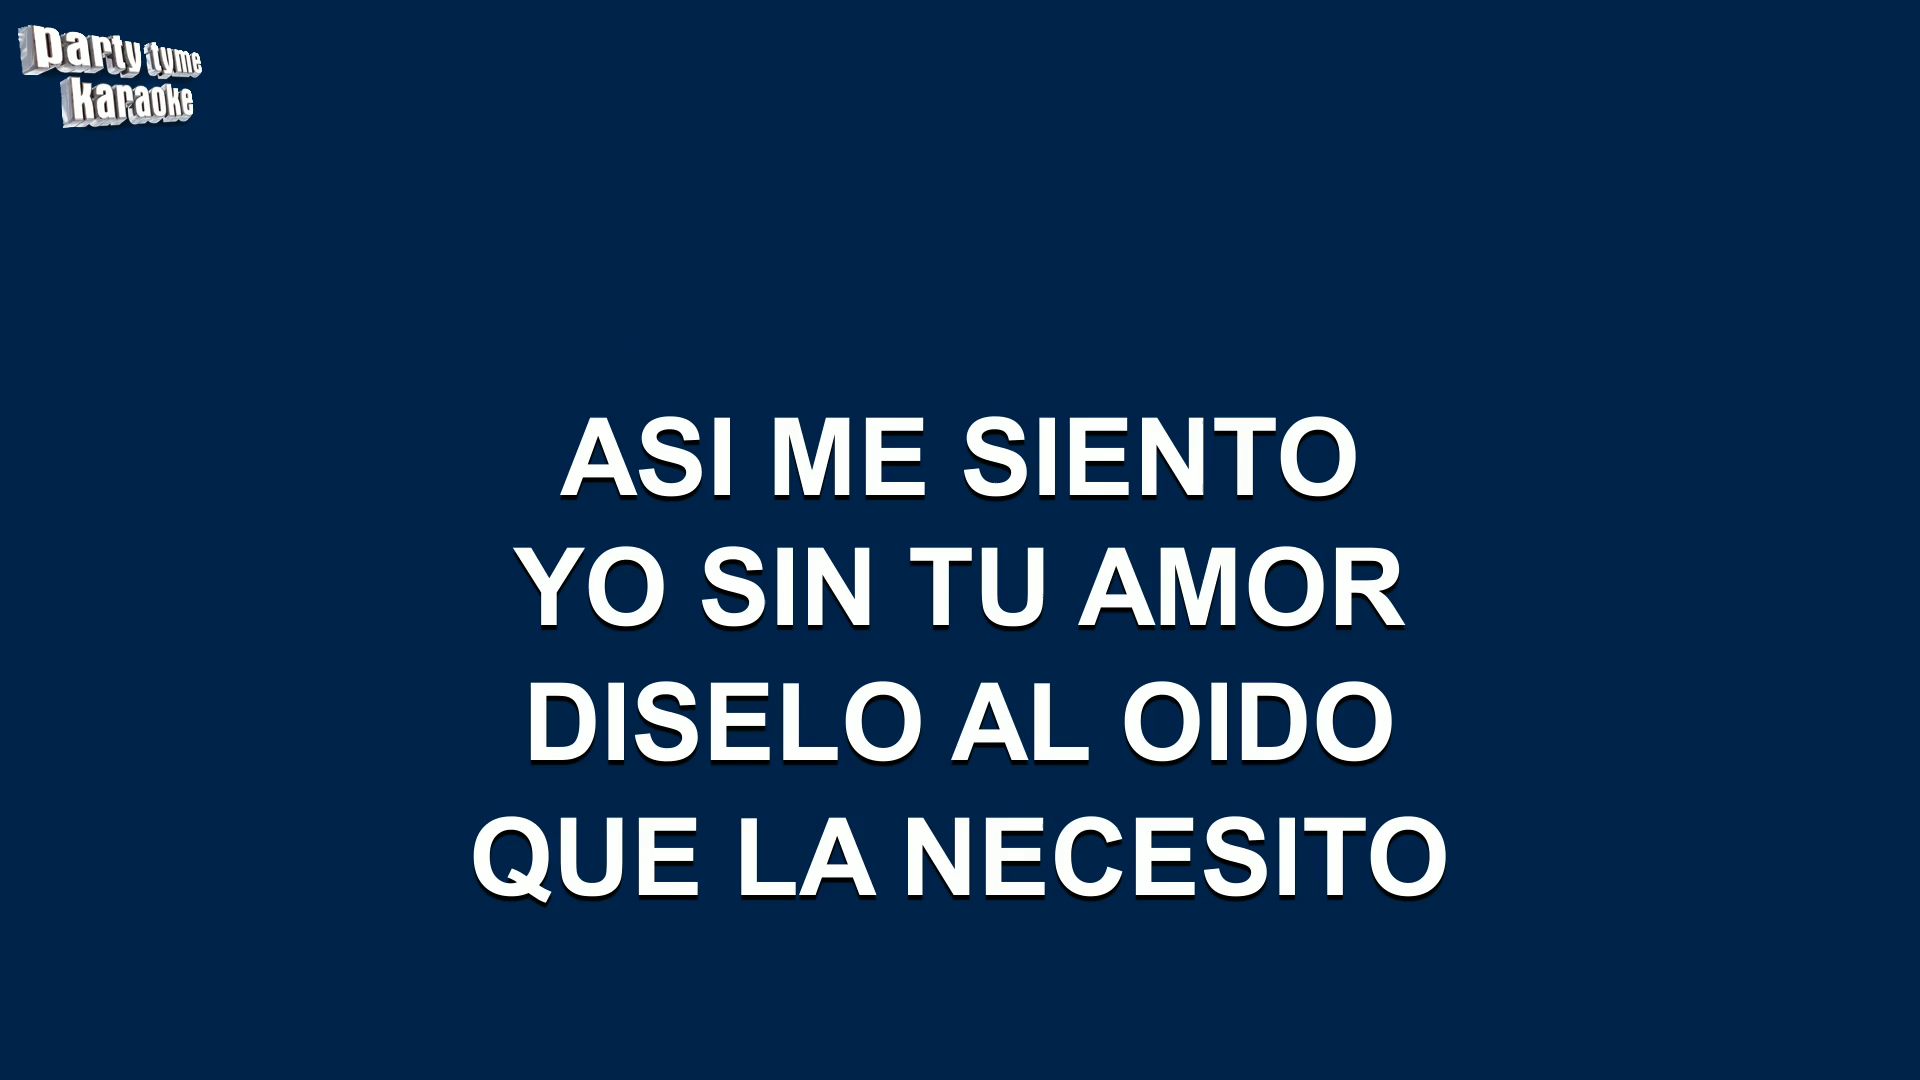 party tyme
karaoke
ASI ME SIENTO
YO SIN TU AMOR
DISELO AL OIDO
QUE LA NECESITO